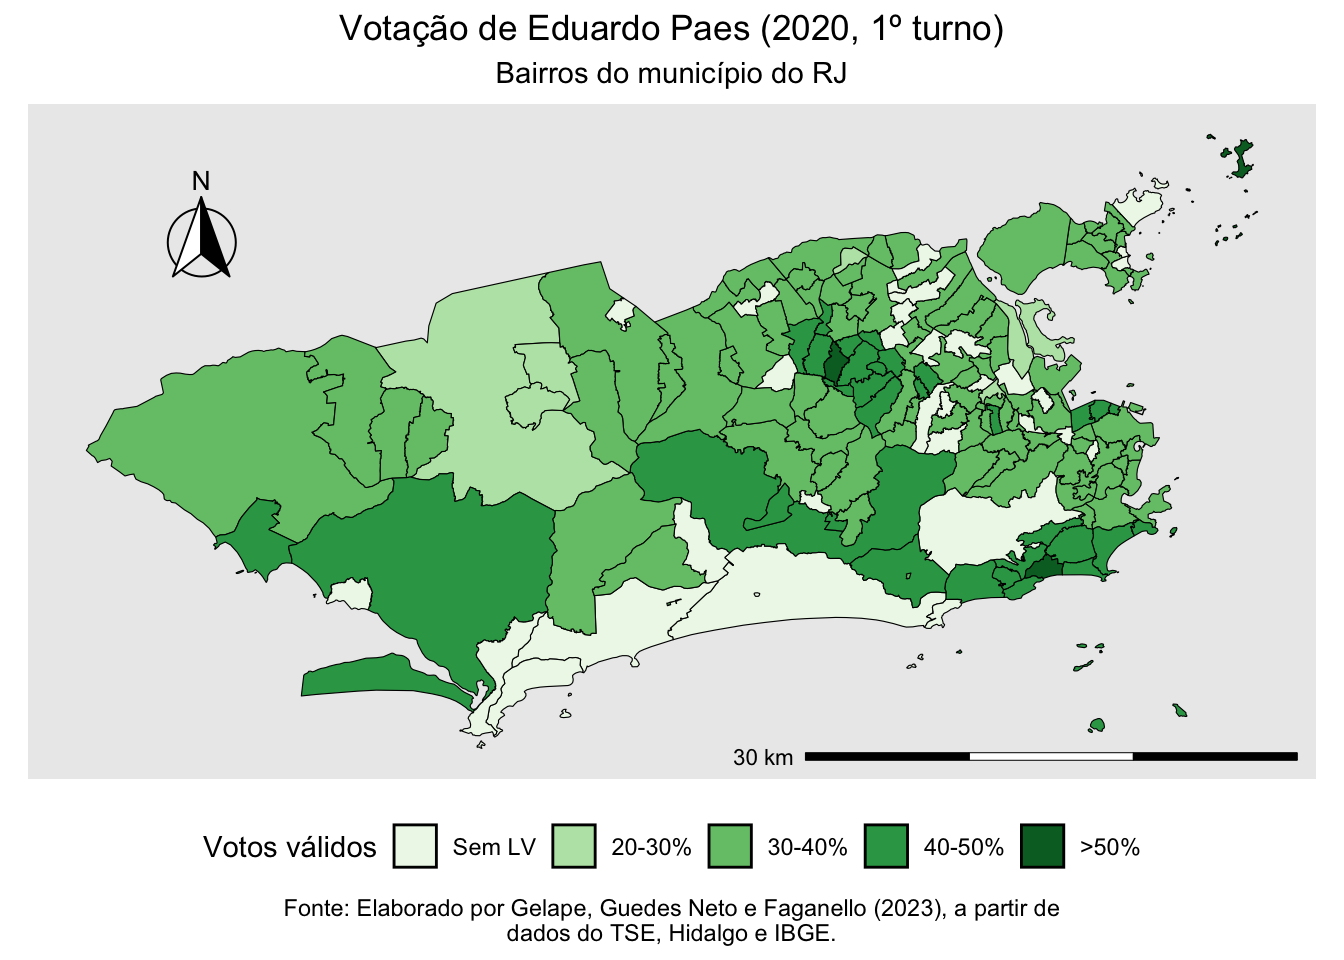 Votação de Eduardo Paes (2020, 1º turno)
Bairros do município do RJ
N
30 km
Votos válidos
Sem LV
20-30%
30-40%
40-50%
>50%
Fonte: Elaborado por Gelape, Guedes Neto e Faganello (2023), a partir de
dados do TSE, Hidalgo e IBGE.